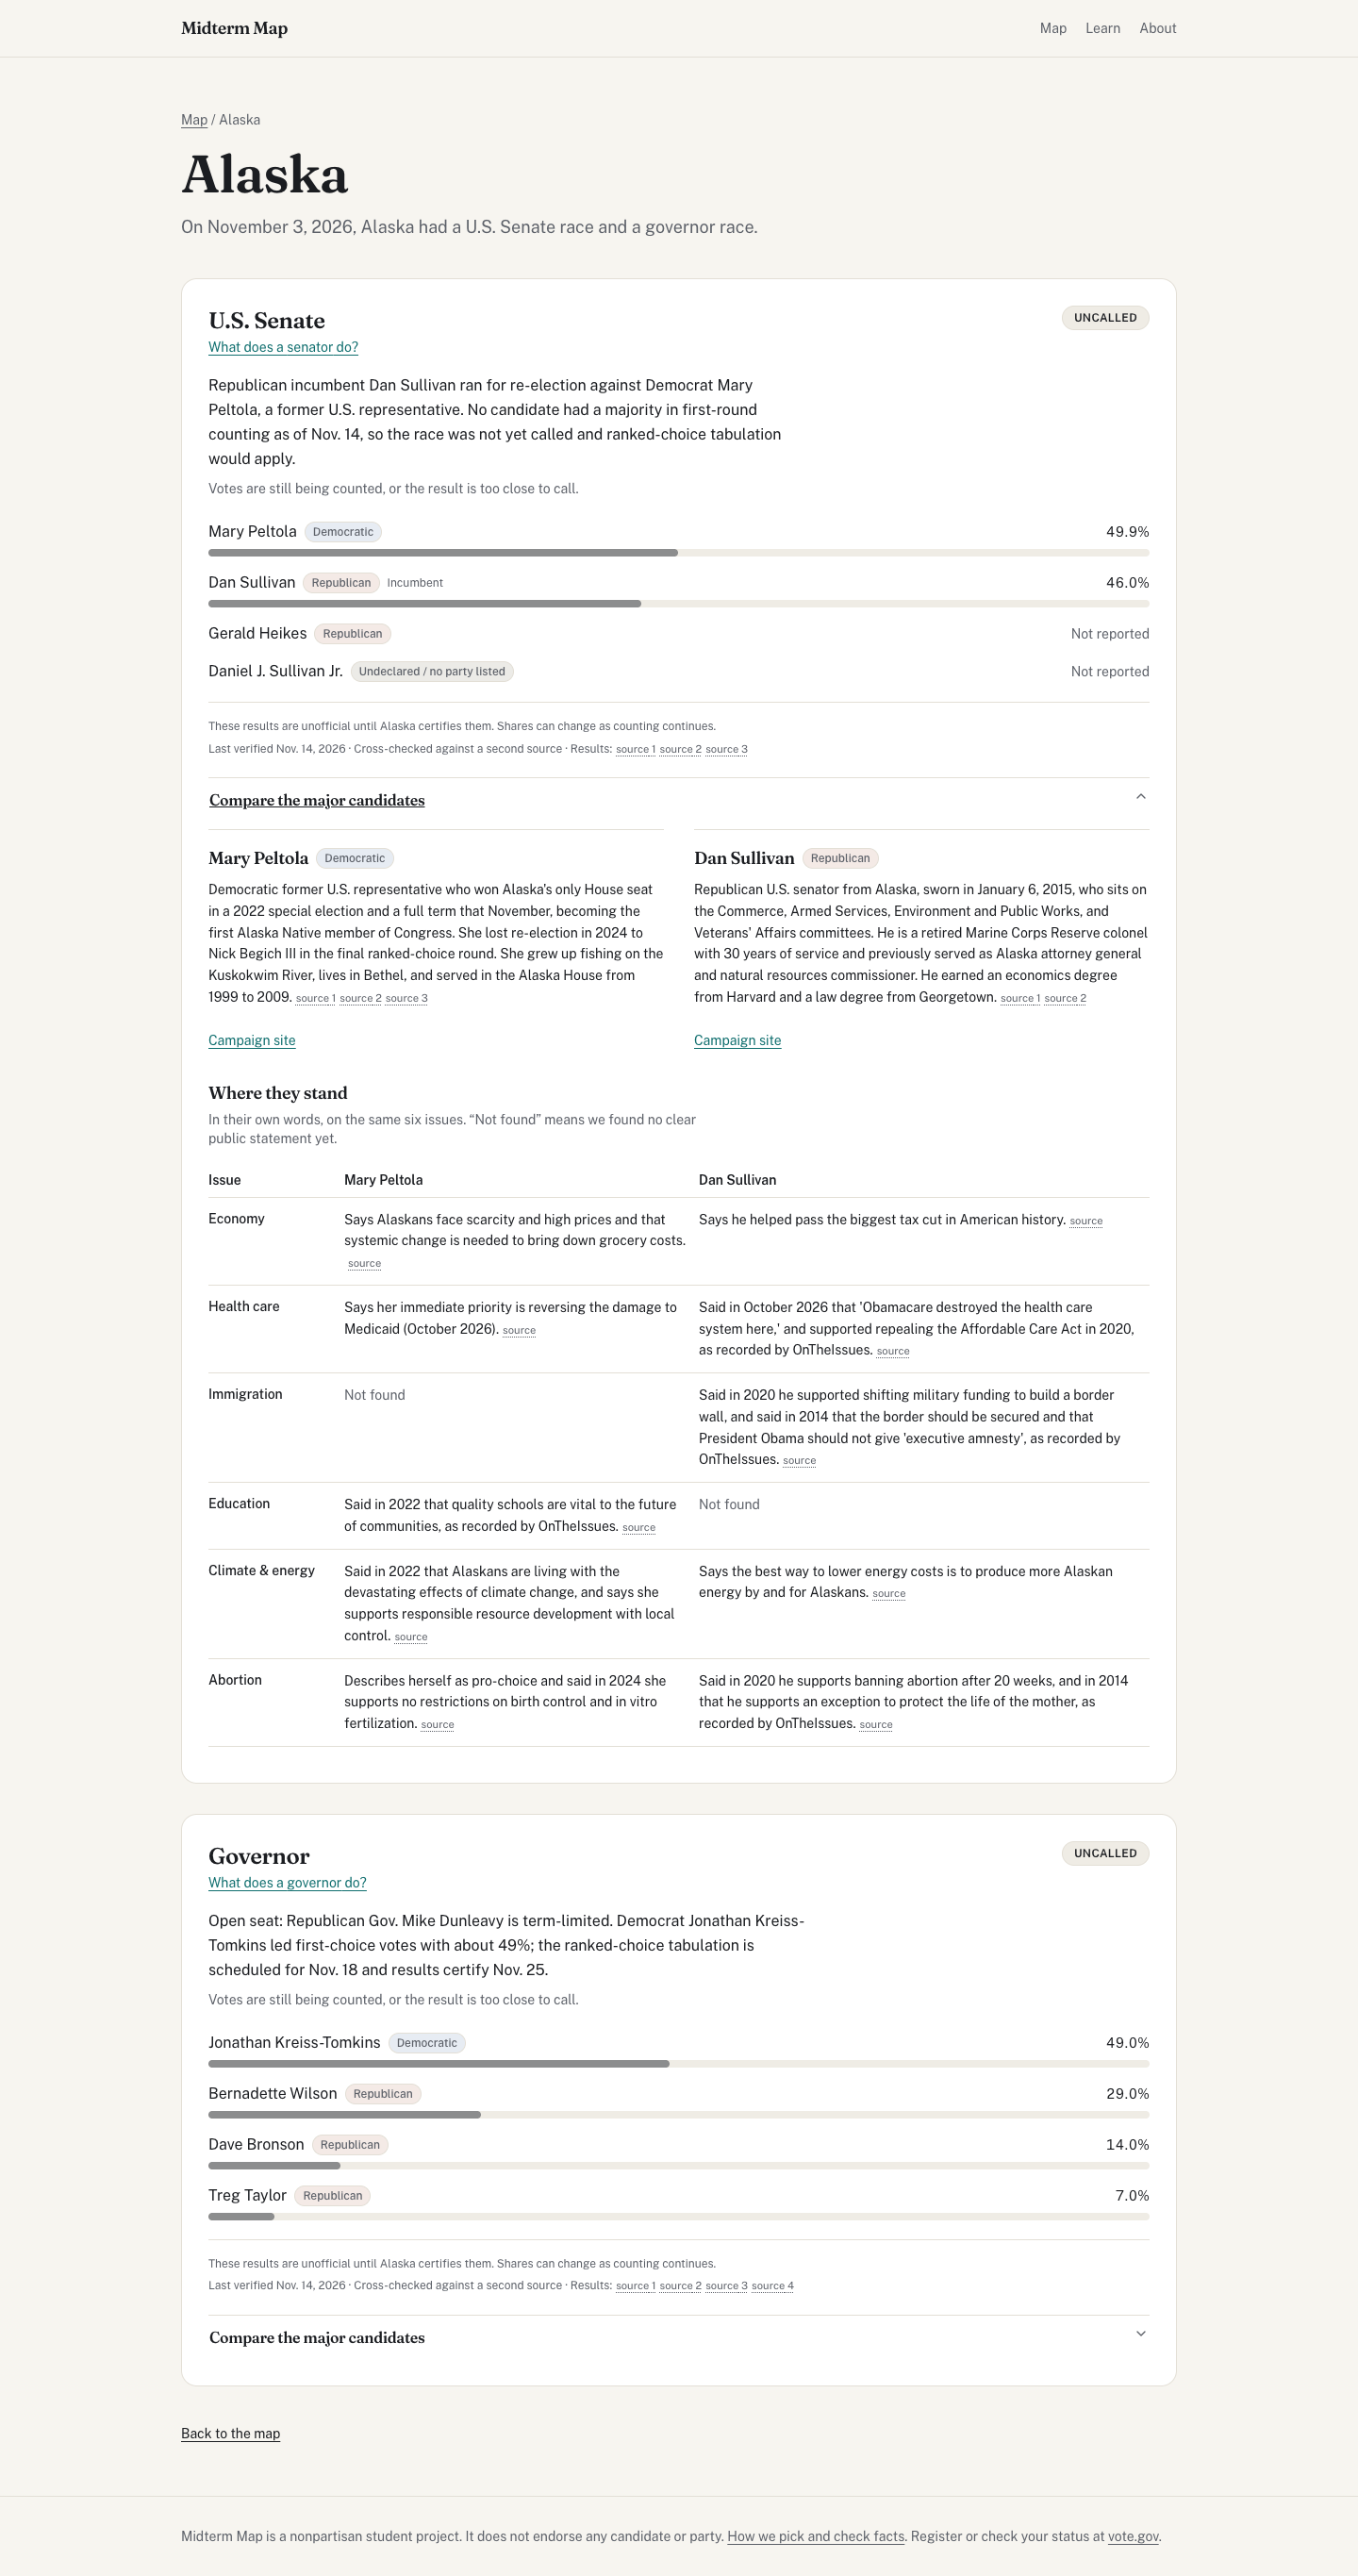 Midterm Map
Map Learn About
Map / Alaska
Alaska
On November 3, 2026, Alaska had a U.S. Senate race and a governor race.
U.S. Senate
UNCALLED
What does a senator do?
Republican incumbent Dan Sullivan ran for re-election against Democrat Mary
Peltola, a former U.S. representative. No candidate had a majority in first-round
counting as of Nov. 14, so the race was not yet called and ranked-choice tabulation
would apply.
Votes are still being counted, or the result is too close to call.
Mary Peltola Democratic 49.9%
Dan Sullivan Republican Incumbent 46.0%
Gerald Heikes Republican Not reported
Daniel J. Sullivan Jr. Undeclared / no party listed Not reported
These results are unofficial until Alaska certifies them. Shares can change as counting continues.
Last verified Nov. 14, 2026 · Cross-checked against a second source · Results: source 1 source 2 source 3
Compare the major candidates
Mary Peltola Democratic
Democratic former U.S. representative who won Alaska's only House seat
in a 2022 special election and a full term that November, becoming the
first Alaska Native member of Congress. She lost re-election in 2024 to
Nick Begich III in the final ranked-choice round. She grew up fishing on the
Kuskokwim River, lives in Bethel, and served in the Alaska House from
1999 to 2009. source 1 source 2 source 3
Campaign site
Dan Sullivan Republican
Republican U.S. senator from Alaska, sworn in January 6, 2015, who sits on
the Commerce, Armed Services, Environment and Public Works, and
Veterans' Affairs committees. He is a retired Marine Corps Reserve colonel
with 30 years of service and previously served as Alaska attorney general
and natural resources commissioner. He earned an economics degree
from Harvard and a law degree from Georgetown. source 1 source 2
Campaign site
Where they stand
In their own words, on the same six issues. “Not found” means we found no clear
public statement yet.
Issue Mary Peltola Dan Sullivan
Economy
Says Alaskans face scarcity and high prices and that
systemic change is needed to bring down grocery costs.
source
Says he helped pass the biggest tax cut in American history. source
Health care
Says her immediate priority is reversing the damage to
Medicaid (October 2026). source
Said in October 2026 that 'Obamacare destroyed the health care
system here,' and supported repealing the Affordable Care Act in 2020,
as recorded by OnTheIssues. source
Immigration
Not found
Said in 2020 he supported shifting military funding to build a border
wall, and said in 2014 that the border should be secured and that
President Obama should not give 'executive amnesty', as recorded by
OnTheIssues. source
Education
Said in 2022 that quality schools are vital to the future
of communities, as recorded by OnTheIssues. source
Not found
Climate & energy
Said in 2022 that Alaskans are living with the
devastating effects of climate change, and says she
supports responsible resource development with local
control. source
Says the best way to lower energy costs is to produce more Alaskan
energy by and for Alaskans. source
Abortion
Describes herself as pro-choice and said in 2024 she
supports no restrictions on birth control and in vitro
fertilization. source
Said in 2020 he supports banning abortion after 20 weeks, and in 2014
that he supports an exception to protect the life of the mother, as
recorded by OnTheIssues. source
Governor
UNCALLED
What does a governor do?
Open seat: Republican Gov. Mike Dunleavy is term-limited. Democrat Jonathan Kreiss-
Tomkins led first-choice votes with about 49%; the ranked-choice tabulation is
scheduled for Nov. 18 and results certify Nov. 25.
Votes are still being counted, or the result is too close to call.
Jonathan Kreiss-Tomkins Democratic 49.0%
Bernadette Wilson Republican 29.0%
Dave Bronson Republican 14.0%
Treg Taylor Republican 7.0%
These results are unofficial until Alaska certifies them. Shares can change as counting continues.
Last verified Nov. 14, 2026 · Cross-checked against a second source · Results: source 1 source 2 source 3 source 4
Compare the major candidates
Back to the map
Midterm Map is a nonpartisan student project. It does not endorse any candidate or party. How we pick and check facts. Register or check your status at vote.gov.